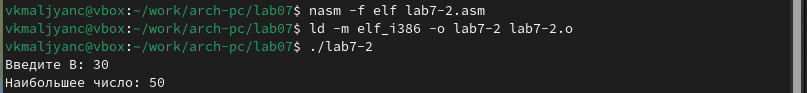 vkmaljyanc@vbox:~/work/arch-pc/lab07$ nasm -f elf lab7-2.asm
vkmaljyanc@vbox:~/work/arch-pc/lab07$ ld -m elf_i386 -o lab7-2 lab7-2.o
vkmaljyanc@vbox:~/work/arch-pc/lab07$ ./lab7-2
Введите В: 30
Наибольшее число: 50